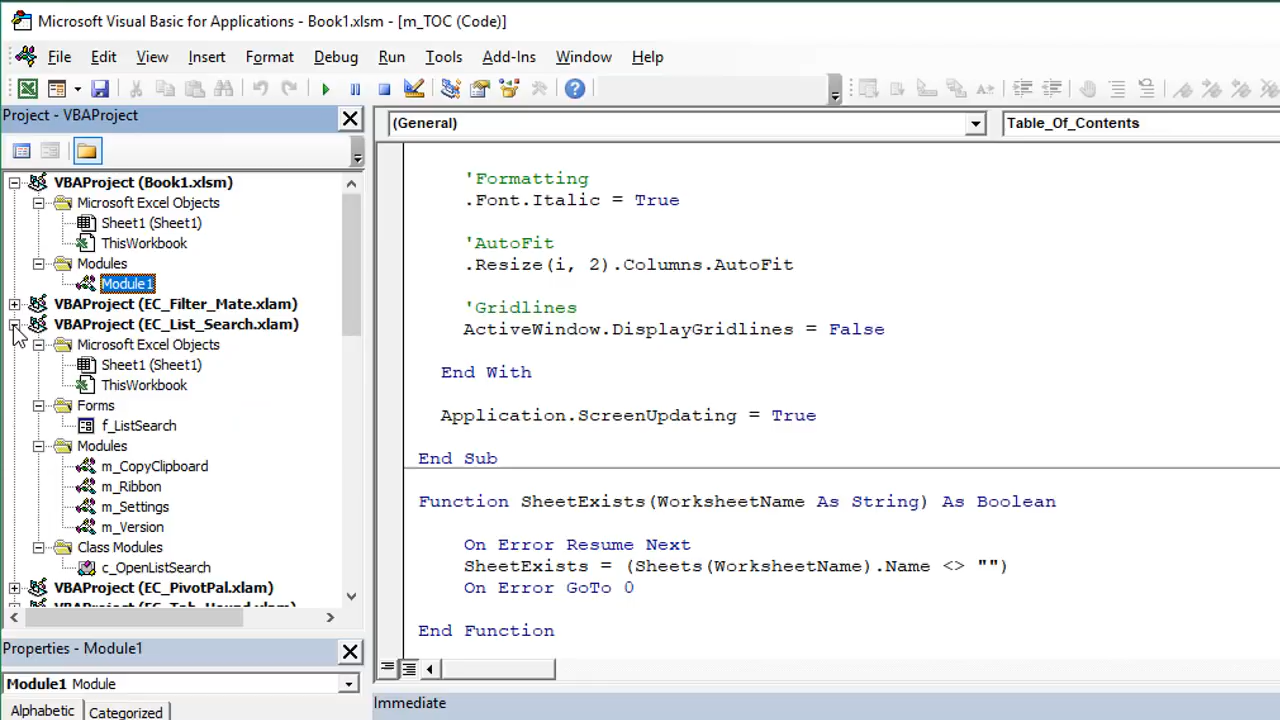 Microsoft Visual Basic for Applications - Book1.xlsm - [m_TOC (Code)]
File Edit View Insert Format Debug Run Tools Add-Ins Window Help
Project - VBAProject
(General)
Table_Of_Contents
VBAProject (Book1.xlsm)
Microsoft Excel Objects
Sheet1 (Sheet1)
ThisWorkbook
Modules
Module1
VBAProject (EC_Filter_Mate.xlam)
VBAProject (EC_List_Search.xlam)
Microsoft Excel Objects
Sheet1 (Sheet1)
ThisWorkbook
Forms
f_ListSearch
Modules
m_CopyClipboard
m_Ribbon
m_Settings
m_Version
Class Modules
c_OpenListSearch
VBAProject (EC_PivotPal.xlam)
VBAProject (EC_Tab_Hound.xlam)
Properties - Module1
Module1 Module
Alphabetic Categorized
'Formatting
.Font.Italic = True
'AutoFit
.Resize(i, 2).Columns.AutoFit
'Gridlines
ActiveWindow.DisplayGridlines = False
End With
Application.ScreenUpdating = True
End Sub
Function SheetExists(WorksheetName As String) As Boolean
On Error Resume Next
SheetExists = (Sheets(WorksheetName).Name <> "")
On Error GoTo 0
End Function
Immediate